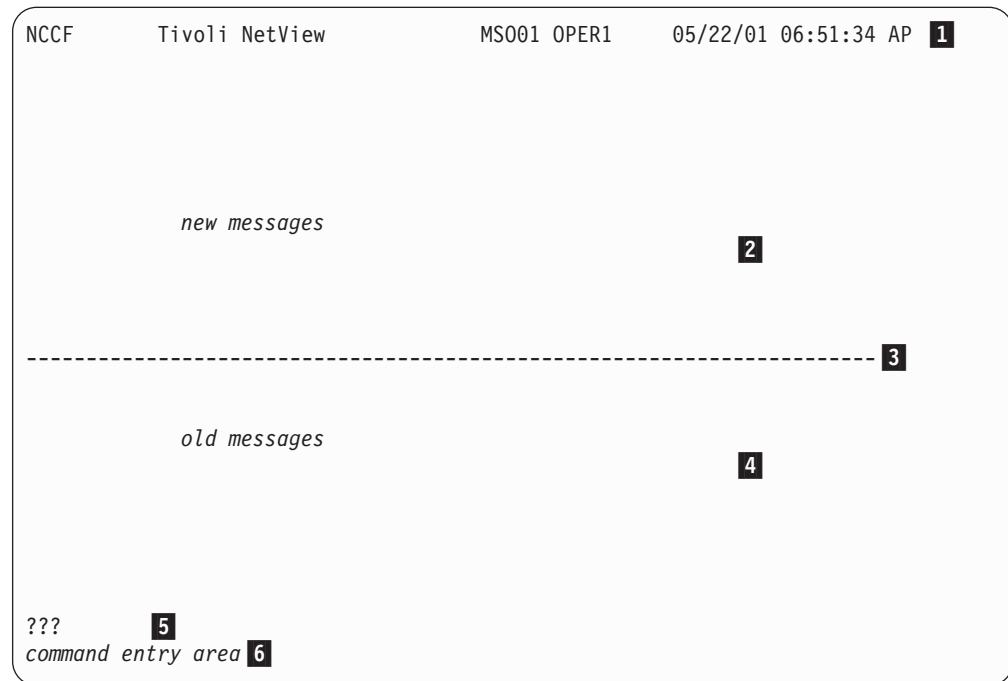 NCCF Tivoli NetView MSO01 OPER1 05/22/01 06:51:34 AP 1
new messages
2
----------------------------------------------------------------------- 3
old messages
4
??? 5
command entry area 6